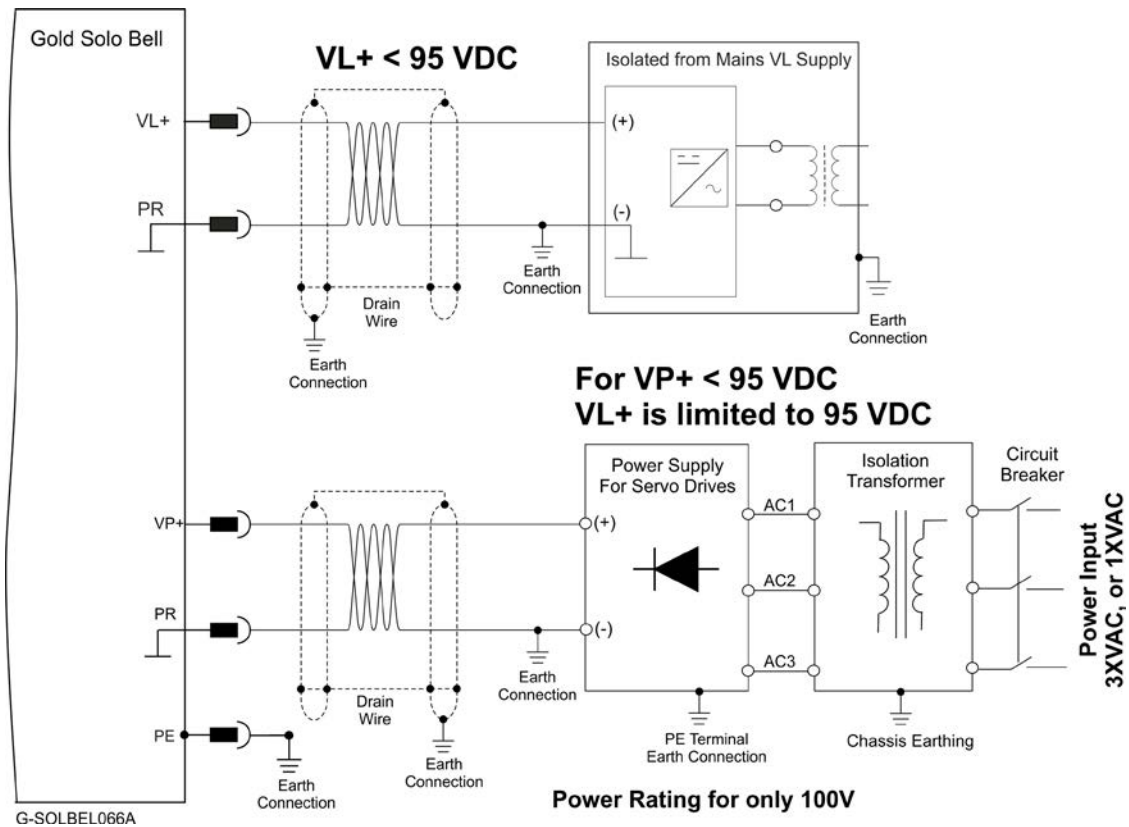 Gold Solo Bell
VL+ < 95 VDC
Isolated from Mains VL Supply
VL+
(+)
PR
(-)
Earth
Connection
Drain
Wire
Earth
Connection
Earth
Connection
For VP+ < 95 VDC
VL+ is limited to 95 VDC
Power Supply
For Servo Drives
Isolation
Transformer
Circuit
Breaker
VP+
(+)
AC1
AC2
PR
(-)
AC3
Earth
Connection
Drain
Wire
PE
Earth
Connection
Earth
Connection
PE Terminal
Earth Connection
Chassis Earthing
Power Input
3XVAC, or 1XVAC
Power Rating for only 100V
G-SOLBEL066A